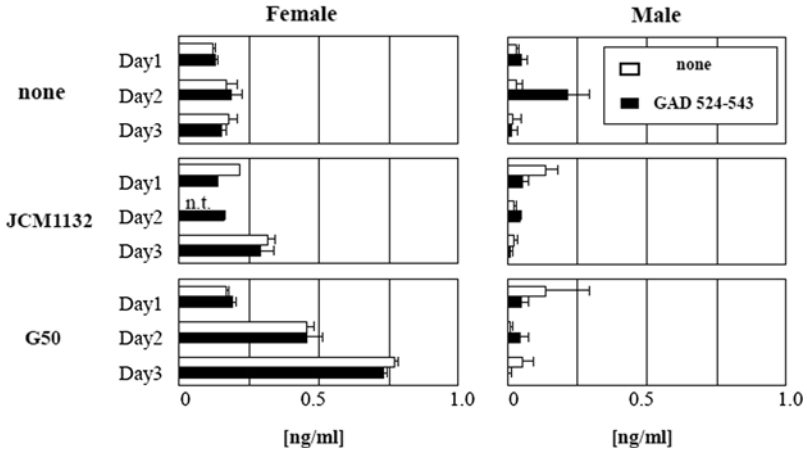 Female Male
none
Day1
Day2
Day3
none
GAD 524-543
JCM1132
Day1
n.t.
Day2
Day3
G50
Day1
Day2
Day3
0 0.5 1.0 0 0.5 1.0
[ng/ml] [ng/ml]